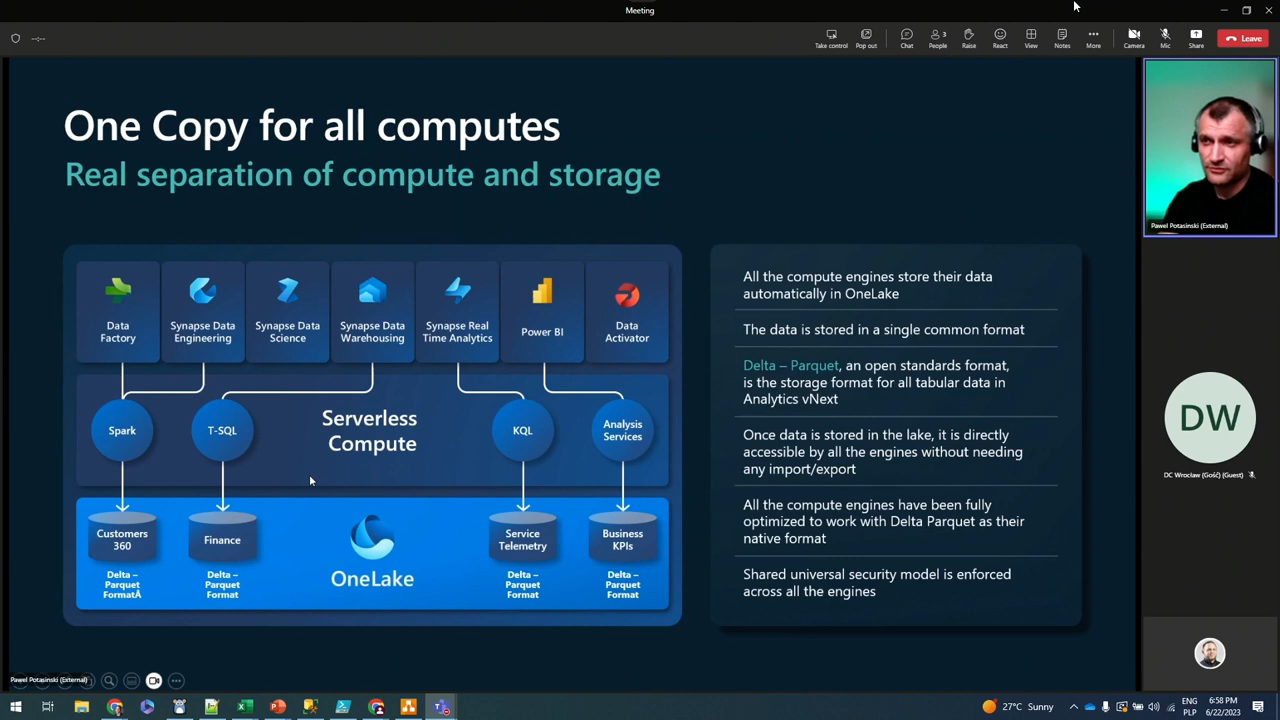 Meeting
--:--
Take control
Pop out
Chat
3
People
Raise
React
View
Notes
More
Camera
Mic
Share
Leave
One Copy for all computes
Real separation of compute and storage
Data
Factory
Synapse Data
Engineering
Synapse Data
Science
Synapse Data
Warehousing
Synapse Real
Time Analytics
Power BI
Data
Activator
Spark
T-SQL
Serverless
Compute
KQL
Analysis
Services
Customers
360
Finance
Service
Telemetry
Business
KPIs
Delta –
Parquet
FormatÂ
Delta –
Parquet
Format
OneLake
Delta –
Parquet
Format
Delta –
Parquet
Format
All the compute engines store their data
automatically in OneLake
The data is stored in a single common format
Delta – Parquet, an open standards format,
is the storage format for all tabular data in
Analytics vNext
Once data is stored in the lake, it is directly
accessible by all the engines without needing
any import/export
All the compute engines have been fully
optimized to work with Delta Parquet as their
native format
Shared universal security model is enforced
across all the engines
Pawel Potasinski (External)
DW
DC Wrocław (Gość) (Guest)
Pawel Potasinski (External)
27°C Sunny
ENG
PLP
6:58 PM
6/22/2023